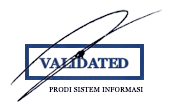 VALIDATED
PRODI SISTEM INFORMASI